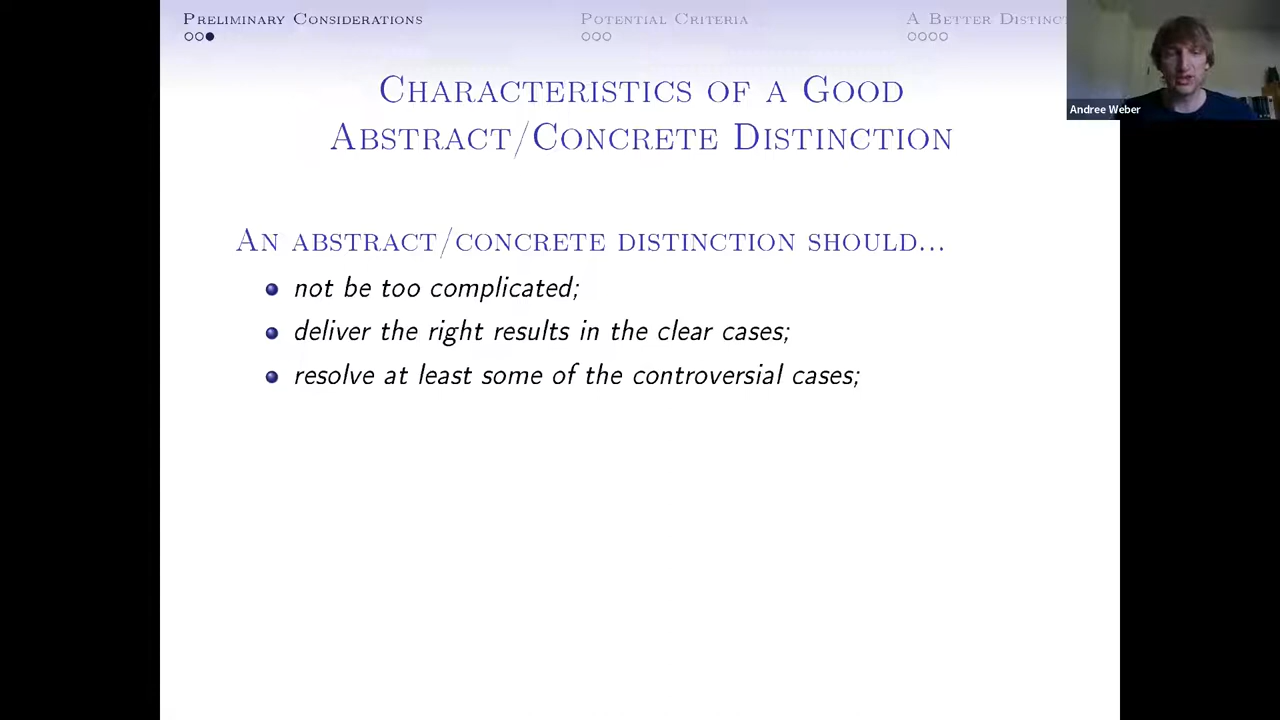 Preliminary Considerations
Potential Criteria
A Better Distinct
Andree Weber
Characteristics of a Good
Abstract/Concrete Distinction
An abstract/concrete distinction should...
not be too complicated;
deliver the right results in the clear cases;
resolve at least some of the controversial cases;